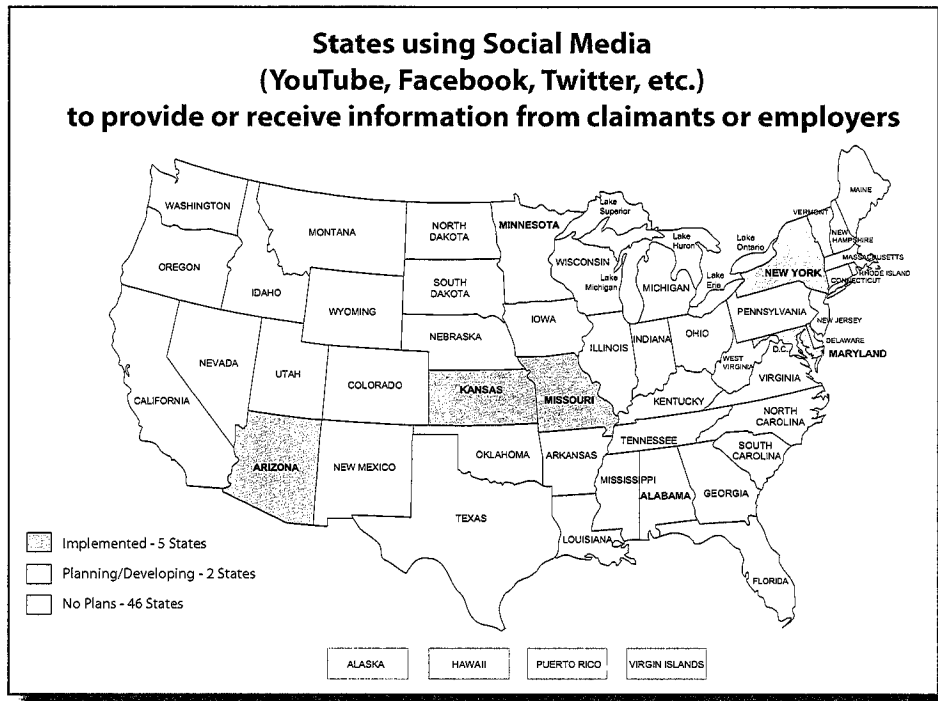 States using Social Media
(YouTube, Facebook, Twitter, etc.)
to provide or receive information from claimants or employers
WASHINGTON
MONTANA
NORTH
DAKOTA
MINNESOTA
Lake
Superior
MAINE
VERMONT
NEW
HAMPSHIRE
OREGON
IDAHO
SOUTH
DAKOTA
WISCONSIN
Lake
Michigan
MICHIGAN
Lake
Huron
Lake
Ontario
Lake
Erie
NEW YORK
MASSACHUSETTS
RHODE ISLAND
CONNECTICUT
WYOMING
NEBRASKA
IOWA
ILLINOIS
INDIANA
OHIO
PENNSYLVANIA
NEW JERSEY
DELAWARE
D.C.
MARYLAND
NEVADA
UTAH
COLORADO
KANSAS
MISSOURI
WEST
VIRGINIA
VIRGINIA
KENTUCKY
CALIFORNIA
ARIZONA
NEW MEXICO
OKLAHOMA
ARKANSAS
TENNESSEE
NORTH
CAROLINA
SOUTH
CAROLINA
MISSISSIPPI
ALABAMA
GEORGIA
TEXAS
LOUISIANA
FLORIDA
Implemented - 5 States
Planning/Developing - 2 States
No Plans - 46 States
ALASKA
HAWAII
PUERTO RICO
VIRGIN ISLANDS